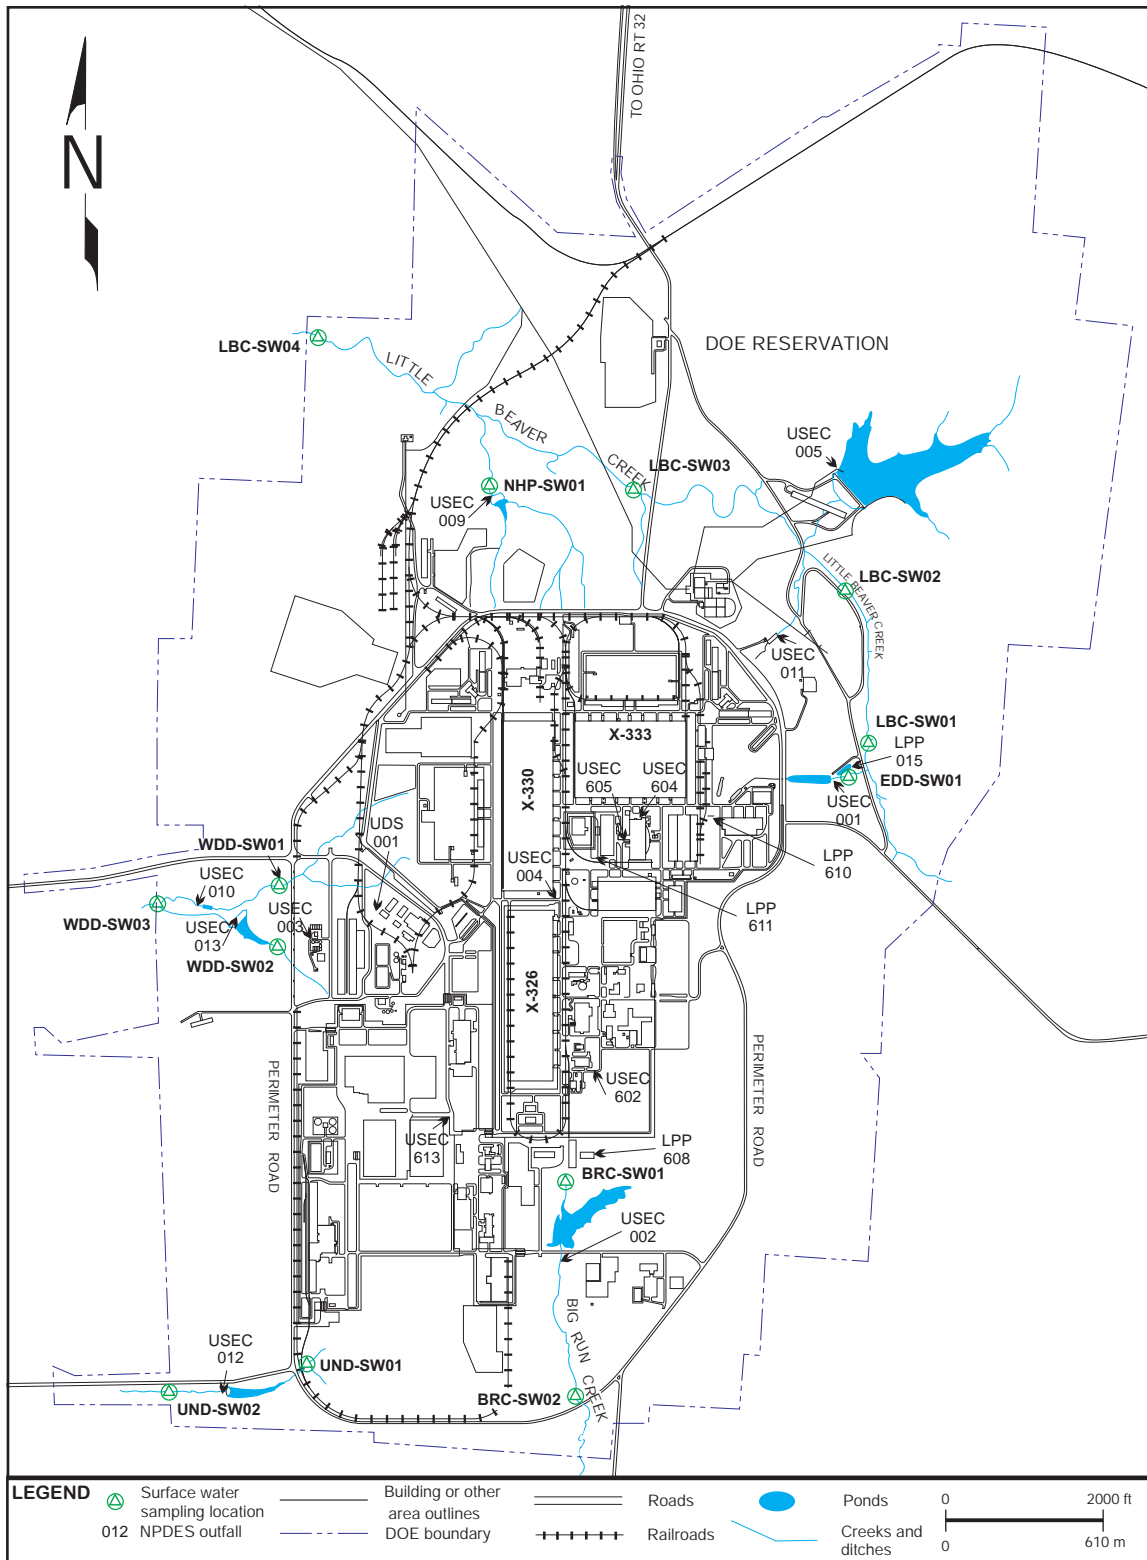 TO OHIO RT 32
N
DOE RESERVATION
LBC-SW04
LITTLE
BEAVER
CREEK
LBC-SW03
USEC
005
NHP-SW01
USEC
009
LBC-SW02
LITTLE BEAVER CREEK
USEC
011
LBC-SW01
LPP
015
EDD-SW01
USEC
001
X-333
X-330
USEC
605
USEC
604
UDS
001
USEC
004
LPP
610
LPP
611
WDD-SW01
USEC
010
WDD-SW03
USEC
013
USEC
003
WDD-SW02
X-326
PERIMETER ROAD
PERIMETER ROAD
USEC
602
USEC
613
LPP
608
BRC-SW01
USEC
002
BIG RUN CREEK
USEC
012
UND-SW01
UND-SW02
BRC-SW02
LEGEND
Surface water
sampling location
012 NPDES outfall
Building or other
area outlines
DOE boundary
Roads
Railroads
Ponds
Creeks and
ditches
0 2000 ft
0 610 m